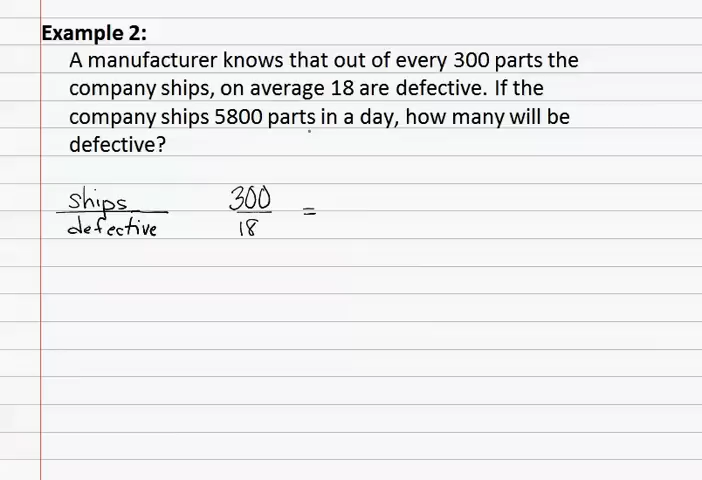 Example 2:
A manufacturer knows that out of every 300 parts the
company ships, on average 18 are defective. If the
company ships 5800 parts in a day, how many will be
defective?
ships 300 =
defective 18